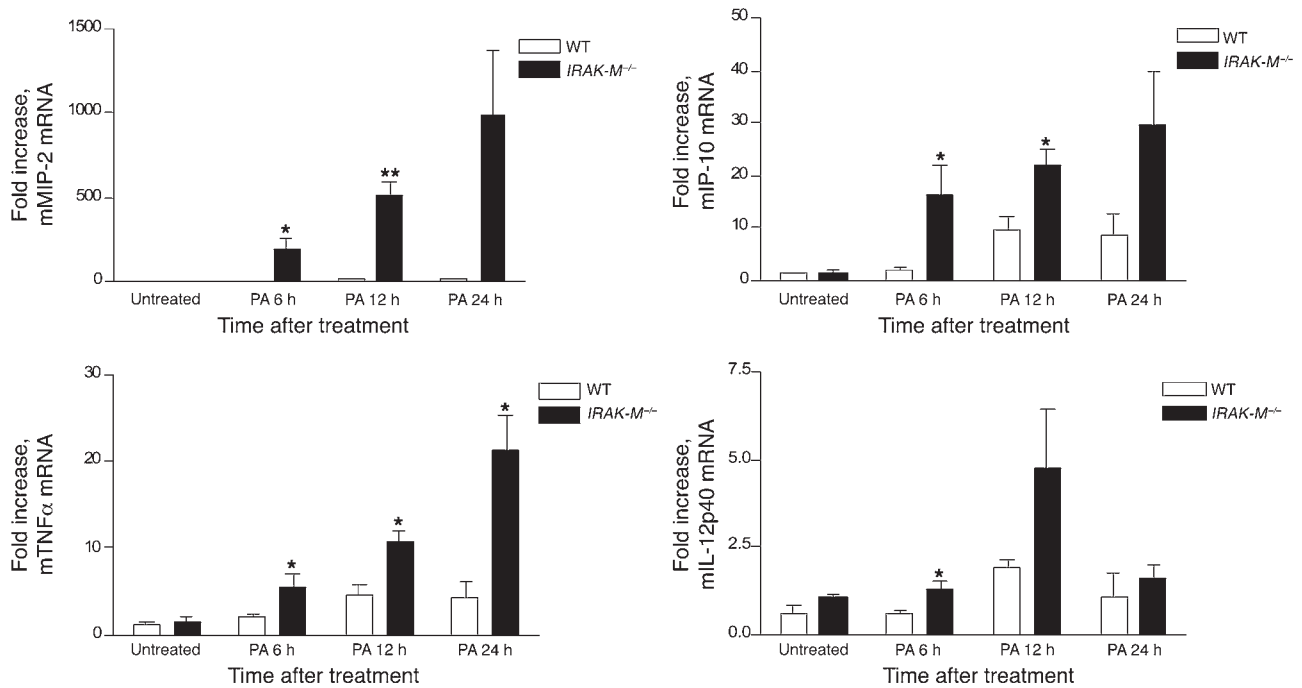 Fold increase,
mMIP-2 mRNA
1500
1000
500
0
WT
IRAK-M−/−
*
**
Untreated
PA 6 h
PA 12 h
PA 24 h
Time after treatment
Fold increase,
mIP-10 mRNA
50
40
30
20
10
0
WT
IRAK-M−/−
*
*
Untreated
PA 6 h
PA 12 h
PA 24 h
Time after treatment
Fold increase,
mTNFα mRNA
30
20
10
0
WT
IRAK-M−/−
*
*
*
Untreated
PA 6 h
PA 12 h
PA 24 h
Time after treatment
Fold increase,
mIL-12p40 mRNA
7.5
5.0
2.5
0.0
WT
IRAK-M−/−
*
Untreated
PA 6 h
PA 12 h
PA 24 h
Time after treatment